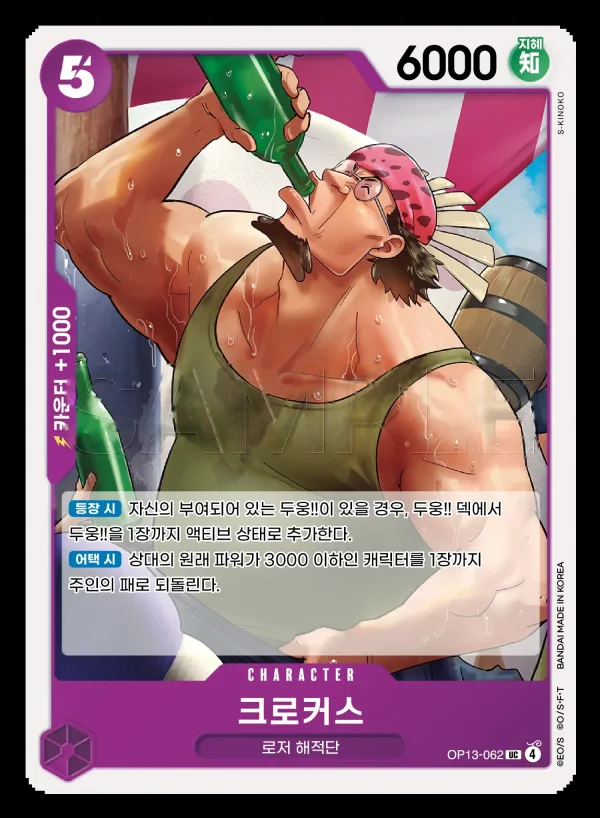 5
6000
지혜
知
S-KINOKO
카운터 +1000
SAMPLE
등장 시 자신의 부여되어 있는 두웅!!이 있을 경우, 두웅!! 덱에서
두웅!!을 1장까지 액티브 상태로 추가한다.
어택 시 상대의 원래 파워가 3000 이하인 캐릭터를 1장까지
주인의 패로 되돌린다.
CHARACTER
크로커스
로저 해적단
OP13-062 UC 4
©EO/S ©O/S·F·T BANDAI MADE IN KOREA